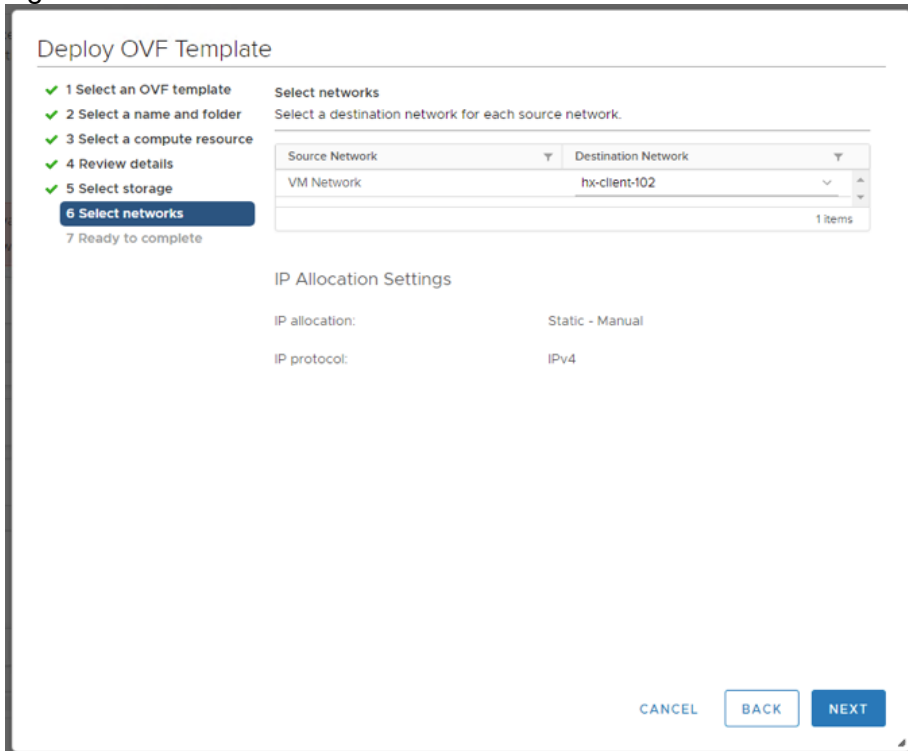 Deploy OVF Template
1 Select an OVF template
2 Select a name and folder
3 Select a compute resource
4 Review details
5 Select storage
6 Select networks
7 Ready to complete
Select networks
Select a destination network for each source network.
Source Network Destination Network
VM Network hx-client-102
1 items
IP Allocation Settings
IP allocation: Static - Manual
IP protocol: IPv4
CANCEL BACK NEXT